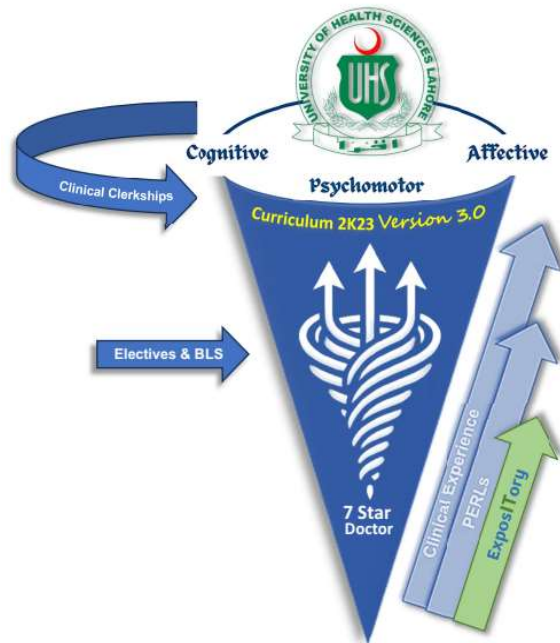 UNIVERSITY OF HEALTH SCIENCES LAHORE
UHS
Cognitive
Affective
Psychomotor
Clinical Clerkships
Curriculum 2K23 Version 3.0
Electives & BLS
7 Star
Doctor
Clinical Experience
PERLs
ExposITory